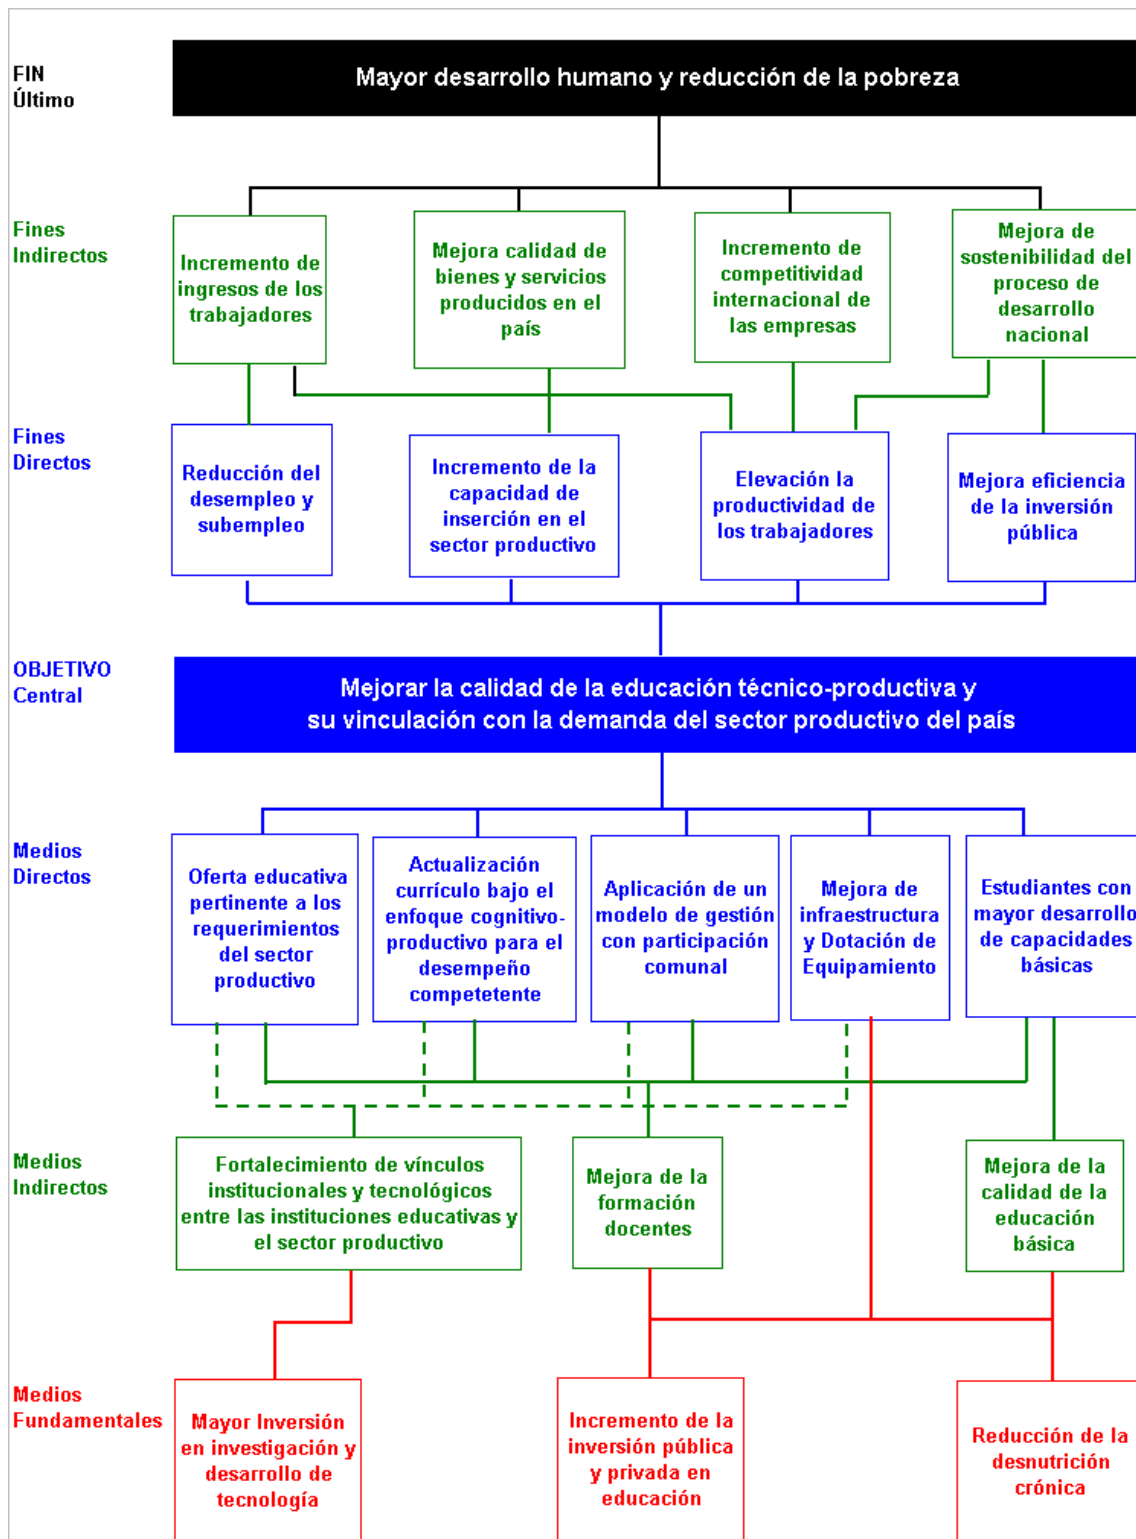 FIN
Último
Mayor desarrollo humano y reducción de la pobreza
Fines
Indirectos
Incremento de
ingresos de los
trabajadores
Mejora calidad de
bienes y servicios
producidos en el
país
Incremento de
competitividad
internacional de
las empresas
Mejora de
sostenibilidad del
proceso de
desarrollo
nacional
Fines
Directos
Reducción del
desempleo y
subempleo
Incremento de la
capacidad de
inserción en el
sector productivo
Elevación la
productividad de
los trabajadores
Mejora eficiencia
de la inversión
pública
OBJETIVO
Central
Mejorar la calidad de la educación técnico-productiva y
su vinculación con la demanda del sector productivo del país
Medios
Directos
Oferta educativa
pertinente a los
requerimientos
del sector
productivo
Actualización
currículo bajo el
enfoque cognitivo-
productivo para el
desempeño
competetente
Aplicación de un
modelo de gestión
con participación
comunal
Mejora de
infraestructura
y Dotación de
Equipamiento
Estudiantes con
mayor desarrollo
de capacidades
básicas
Medios
Indirectos
Fortalecimiento de vínculos
institucionales y tecnológicos
entre las instituciones educativas y
el sector productivo
Mejora de la
formación
docentes
Mejora de la
calidad de la
educación
básica
Medios
Fundamentales
Mayor Inversión
en investigación y
desarrollo de
tecnología
Incremento de la
inversión pública
y privada en
educación
Reducción de la
desnutrición
crónica